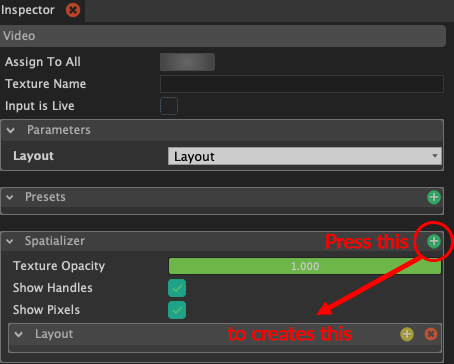 Inspector
Video
Assign To All
Texture Name
Input is Live
Parameters
Layout Layout
Presets
Spatializer Press this
Texture Opacity 1.000
Show Handles
Show Pixels
Layout to creates this